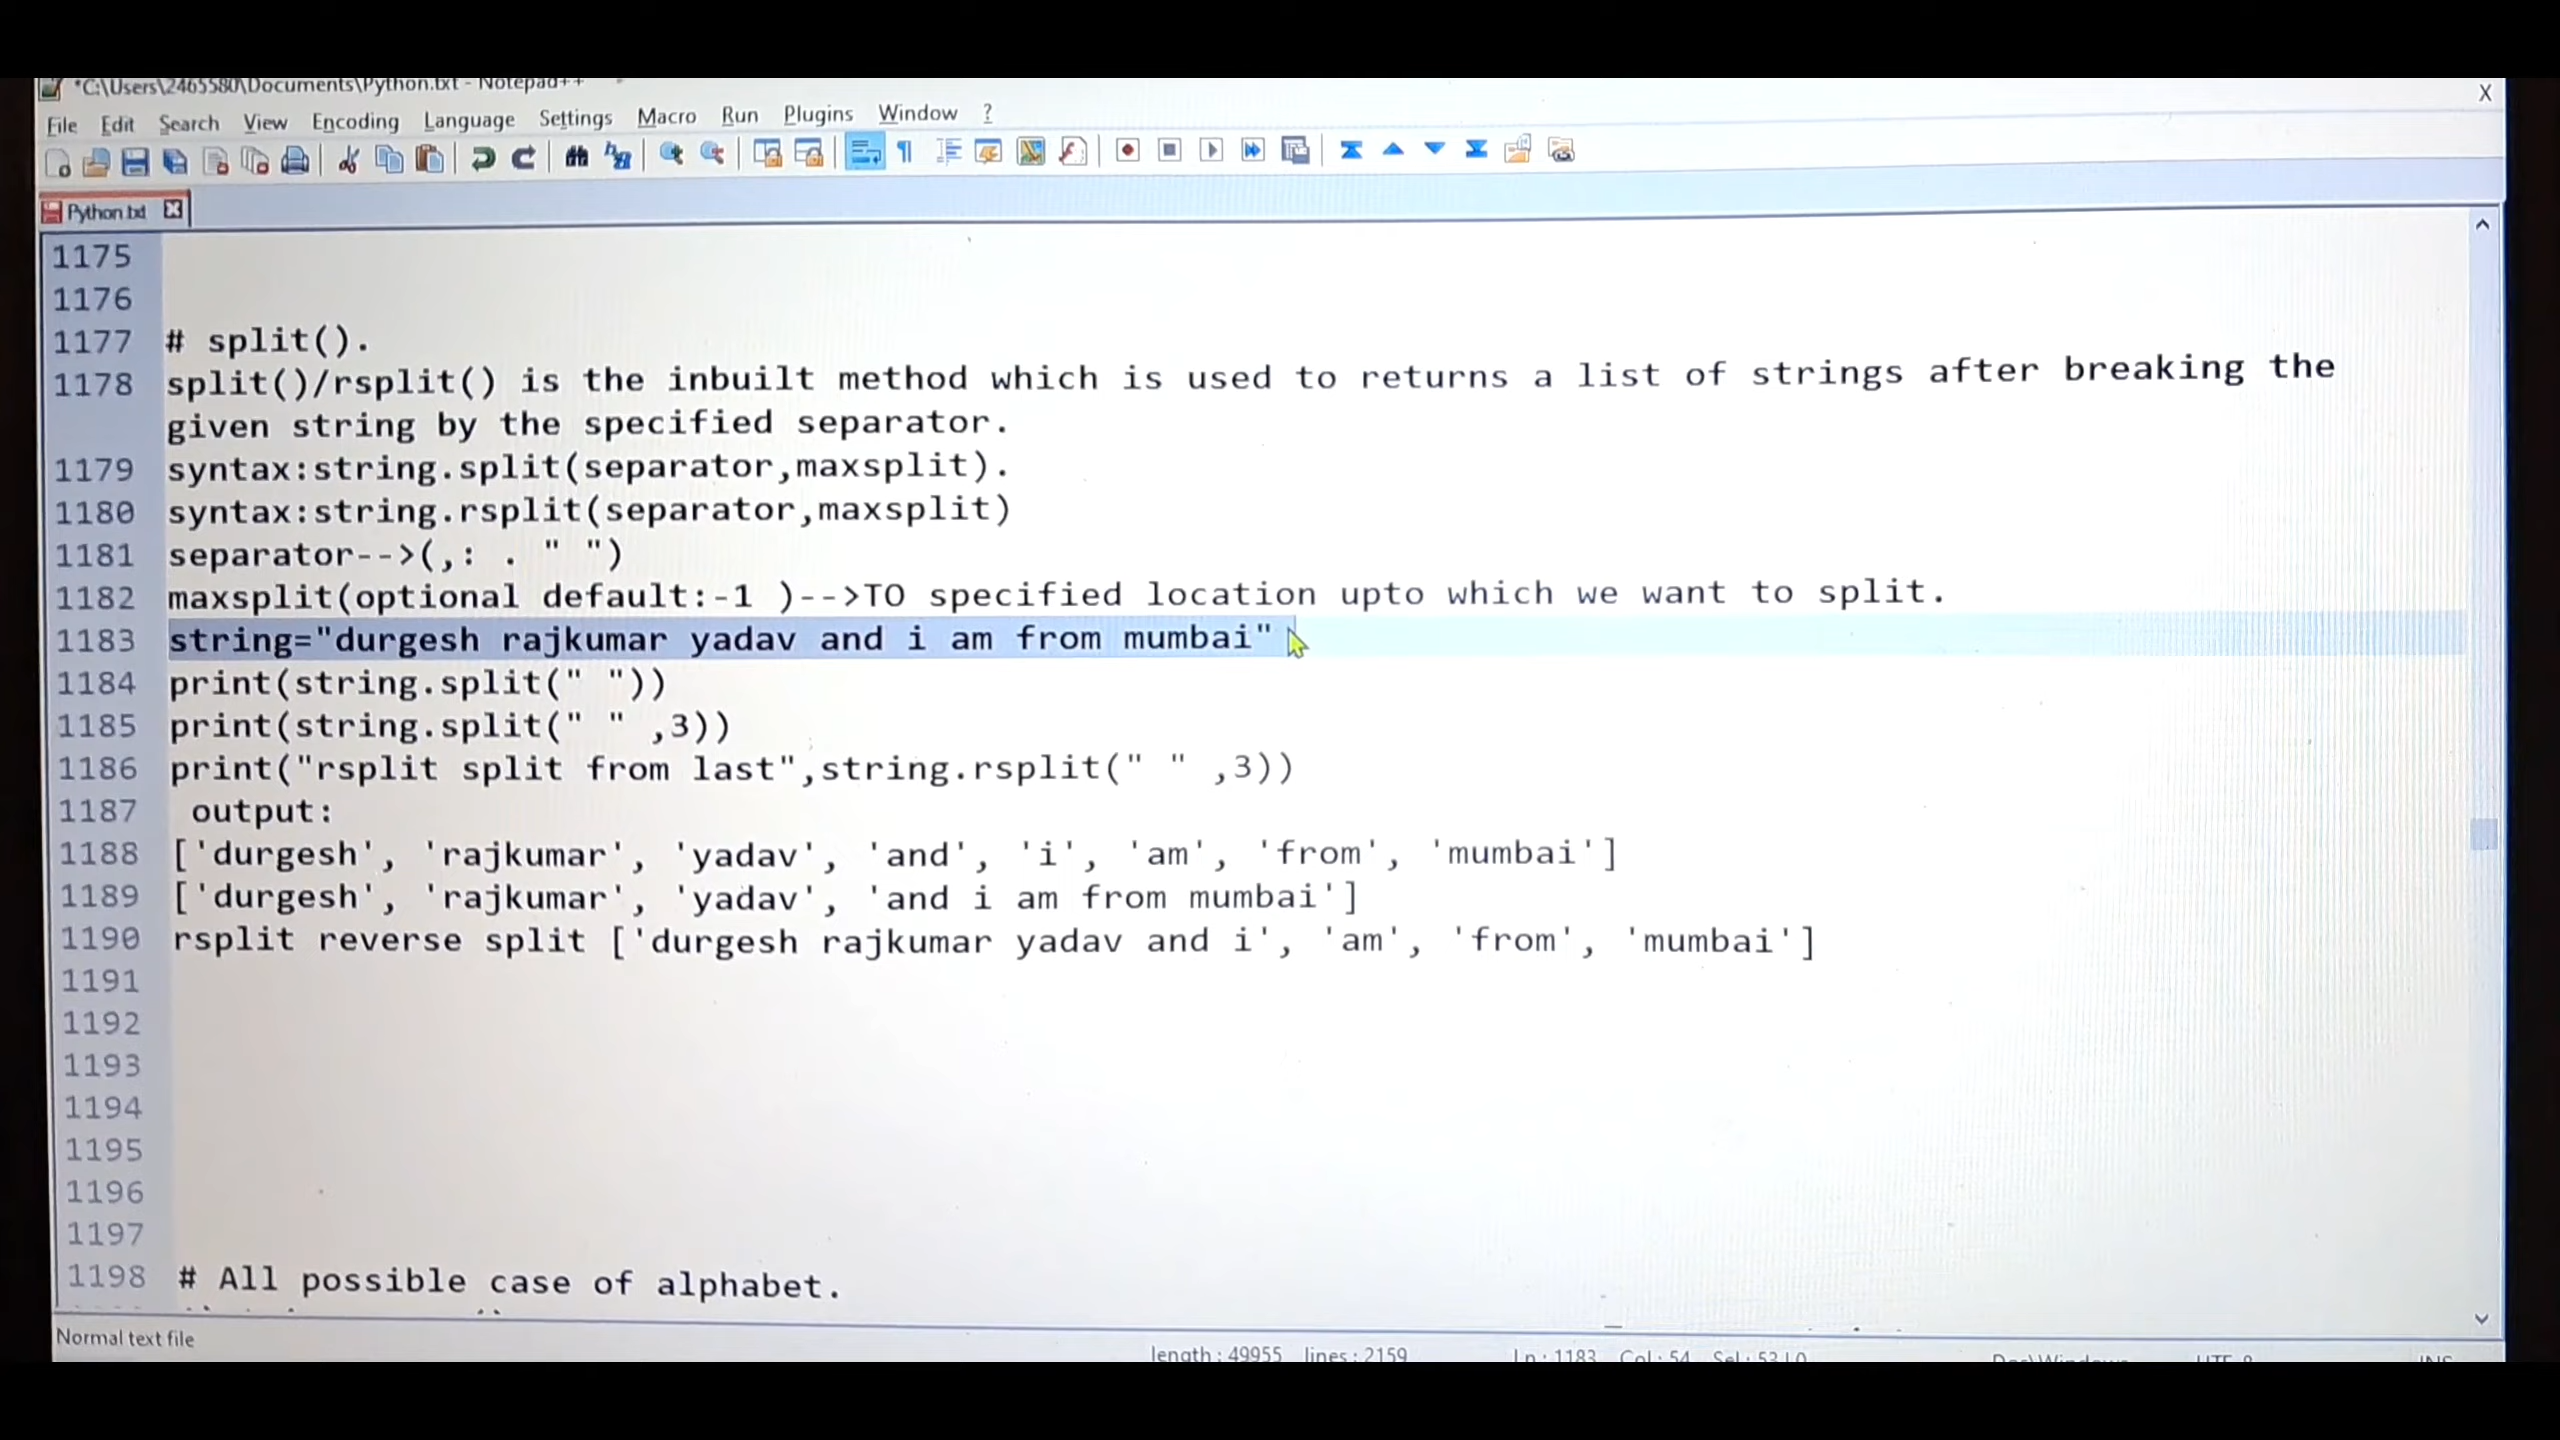 *C:\Users\2465580\Documents\Python.txt - Notepad++
X
File Edit Search View Encoding Language Settings Macro Run Plugins Window ?
Python.txt
1175
1176
1177 # split().
1178 split()/rsplit() is the inbuilt method which is used to returns a list of strings after breaking the
given string by the specified separator.
1179 syntax:string.split(separator,maxsplit).
1180 syntax:string.rsplit(separator,maxsplit)
1181 separator-->(,: . " ")
1182 maxsplit(optional default:-1 )-->TO specified location upto which we want to split.
1183 string="durgesh rajkumar yadav and i am from mumbai"
1184 print(string.split(" "))
1185 print(string.split(" " ,3))
1186 print("rsplit split from last",string.rsplit(" " ,3))
1187 output:
1188 ['durgesh', 'rajkumar', 'yadav', 'and', 'i', 'am', 'from', 'mumbai']
1189 ['durgesh', 'rajkumar', 'yadav', 'and i am from mumbai']
1190 rsplit reverse split ['durgesh rajkumar yadav and i', 'am', 'from', 'mumbai']
1191
1192
1193
1194
1195
1196
1197
1198 # All possible case of alphabet.
Normal text file
length : 49955 lines : 2159 Ln : 1183 Col : 54 Sel : 53 | 0